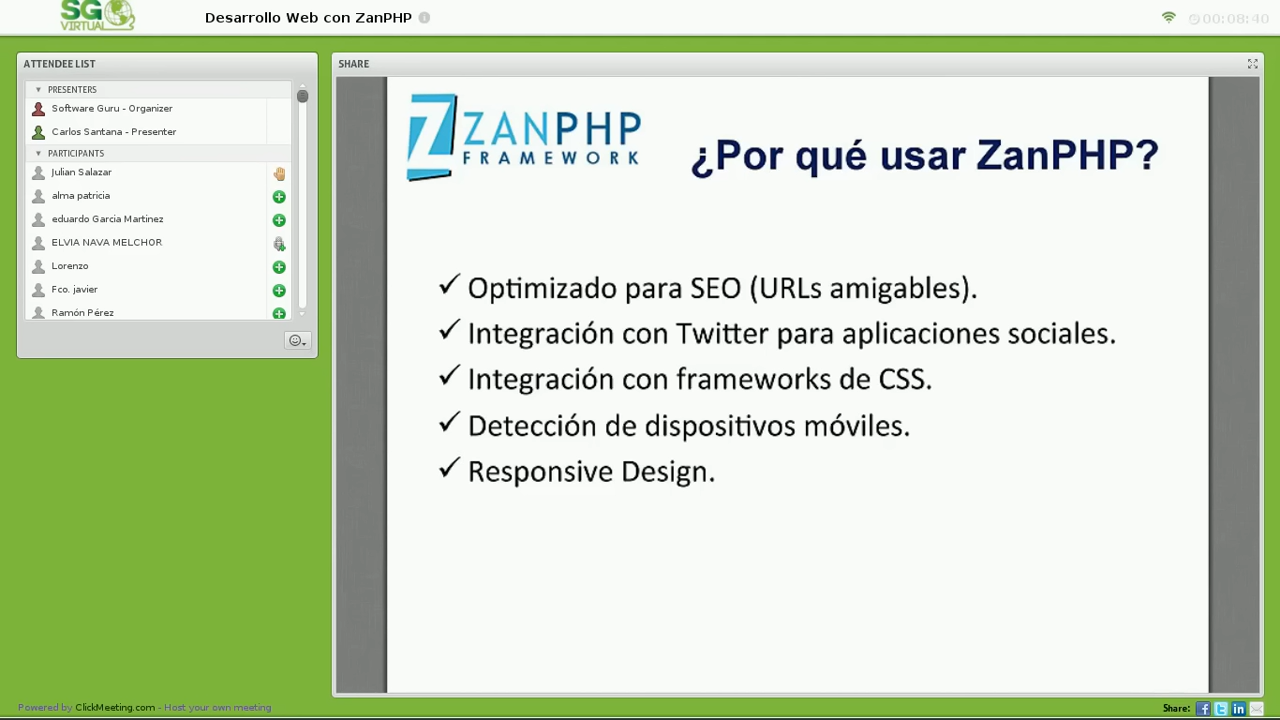 SG
VIRTUAL
Desarrollo Web con ZanPHP
00:08:40
ATTENDEE LIST
PRESENTERS
Software Guru - Organizer
Carlos Santana - Presenter
PARTICIPANTS
Julian Salazar
alma patricia
eduardo Garcia Martinez
ELVIA NAVA MELCHOR
Lorenzo
Fco. javier
Ramón Pérez
SHARE
Z ZANPHP
FRAMEWORK
¿Por qué usar ZanPHP?
✓ Optimizado para SEO (URLs amigables).
✓ Integración con Twitter para aplicaciones sociales.
✓ Integración con frameworks de CSS.
✓ Detección de dispositivos móviles.
✓ Responsive Design.
Powered by ClickMeeting.com - Host your own meeting
Share: